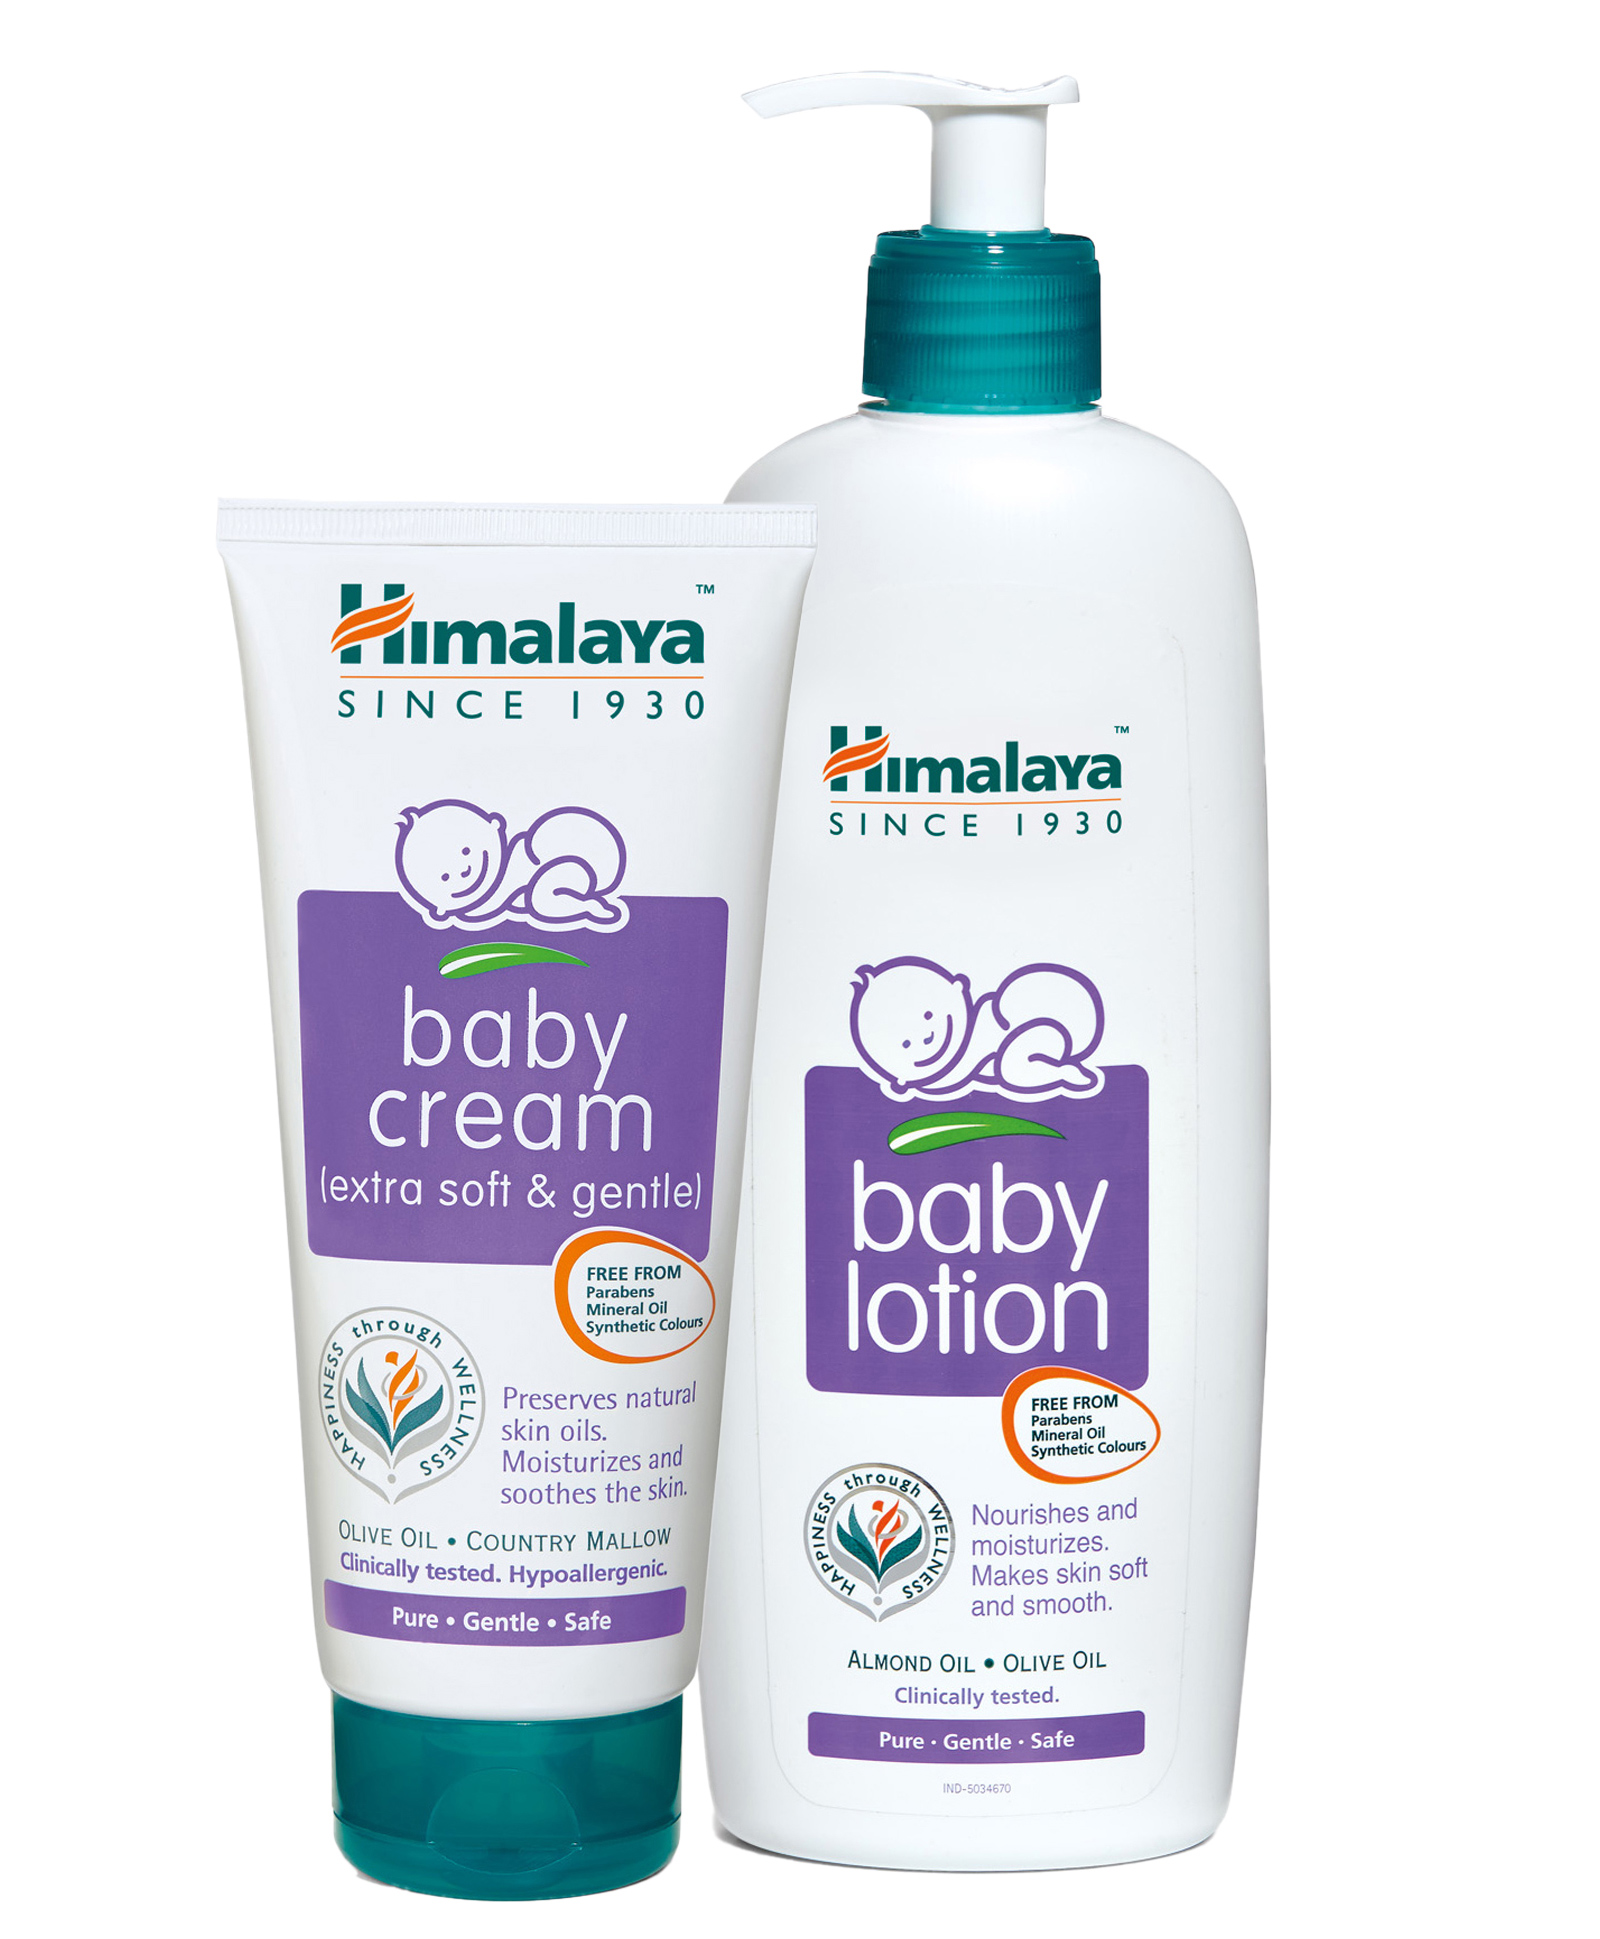 Himalaya™
SINCE 1930
baby
cream
(extra soft & gentle)
FREE FROM
Parabens
Mineral Oil
Synthetic Colours
HAPPINESS through WELLNESS
Preserves natural
skin oils.
Moisturizes and
soothes the skin.
OLIVE OIL • COUNTRY MALLOW
Clinically tested. Hypoallergenic.
Pure • Gentle • Safe
Himalaya™
SINCE 1930
baby
lotion
FREE FROM
Parabens
Mineral Oil
Synthetic Colours
HAPPINESS through WELLNESS
Nourishes and
moisturizes.
Makes skin soft
and smooth.
ALMOND OIL • OLIVE OIL
Clinically tested.
Pure • Gentle • Safe
IND-5034670